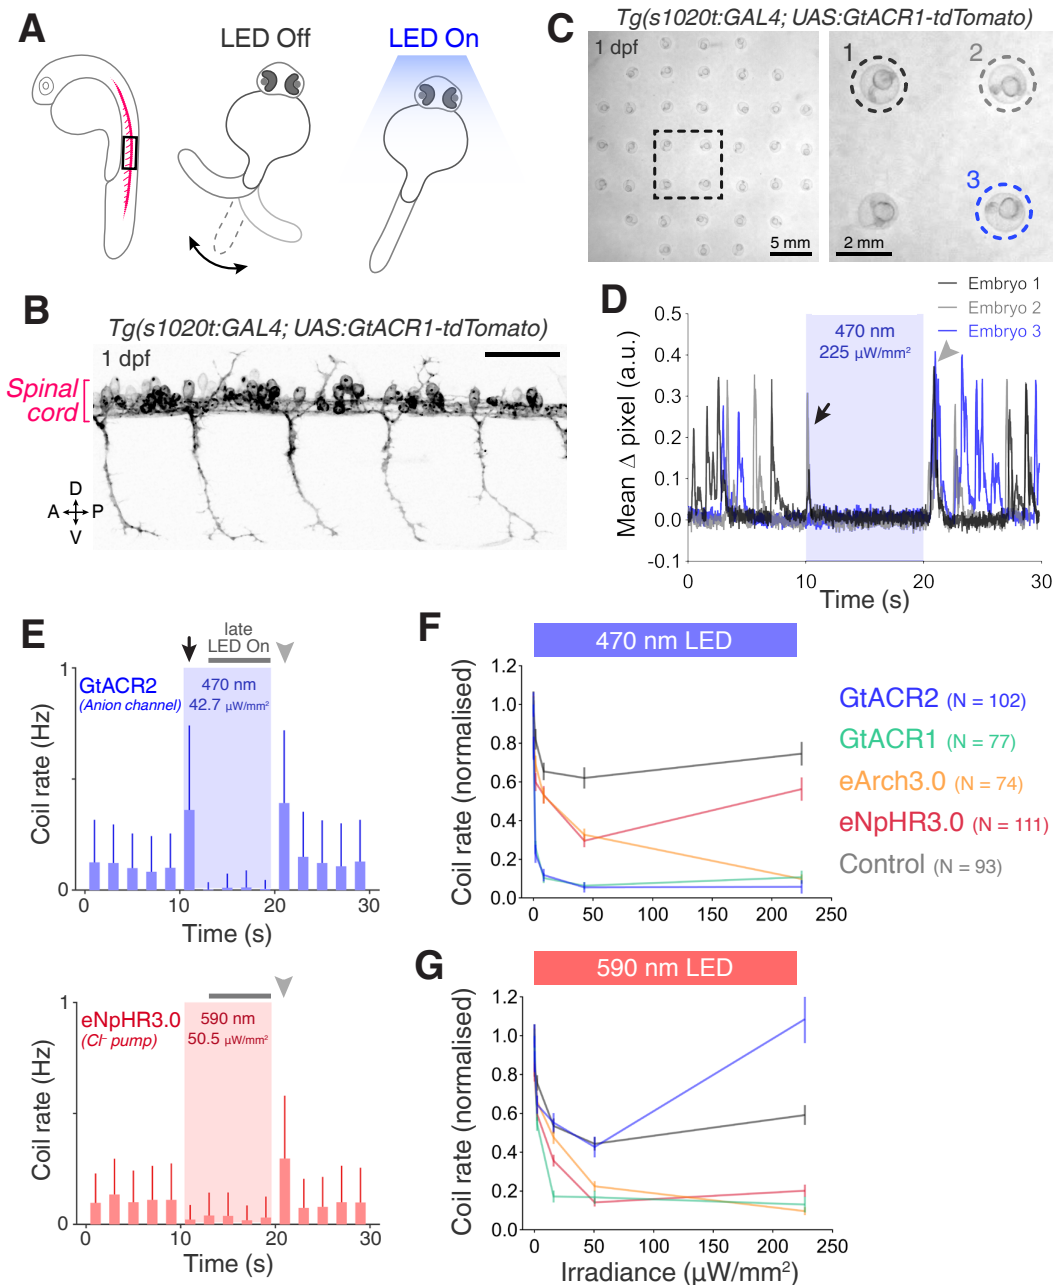 A
LED Off
LED On
B
Tg(s1020t:GAL4; UAS:GtACR1-tdTomato)
1 dpf
Spinal
cord
D
A
P
V
C
Tg(s1020t:GAL4; UAS:GtACR1-tdTomato)
1 dpf
5 mm
1
2
3
2 mm
D
Embryo 1
Embryo 2
Embryo 3
470 nm
225 µW/mm²
Mean Δ pixel (a.u.)
0.5
0.4
0.3
0.2
0.1
0.0
-0.1
0
10
20
30
Time (s)
E
late
LED On
GtACR2
(Anion channel)
470 nm
42.7 µW/mm²
Coil rate (Hz)
1
0
0
10
20
30
Time (s)
eNpHR3.0
(Cl⁻ pump)
590 nm
50.5 µW/mm²
Coil rate (Hz)
1
0
0
10
20
30
Time (s)
F
470 nm LED
Coil rate (normalised)
1.2
1.0
0.8
0.6
0.4
0.2
0.0
0
50
100
150
200
250
GtACR2 (N = 102)
GtACR1 (N = 77)
eArch3.0 (N = 74)
eNpHR3.0 (N = 111)
Control (N = 93)
G
590 nm LED
Coil rate (normalised)
1.2
1.0
0.8
0.6
0.4
0.2
0.0
0
50
100
150
200
250
Irradiance (µW/mm²)